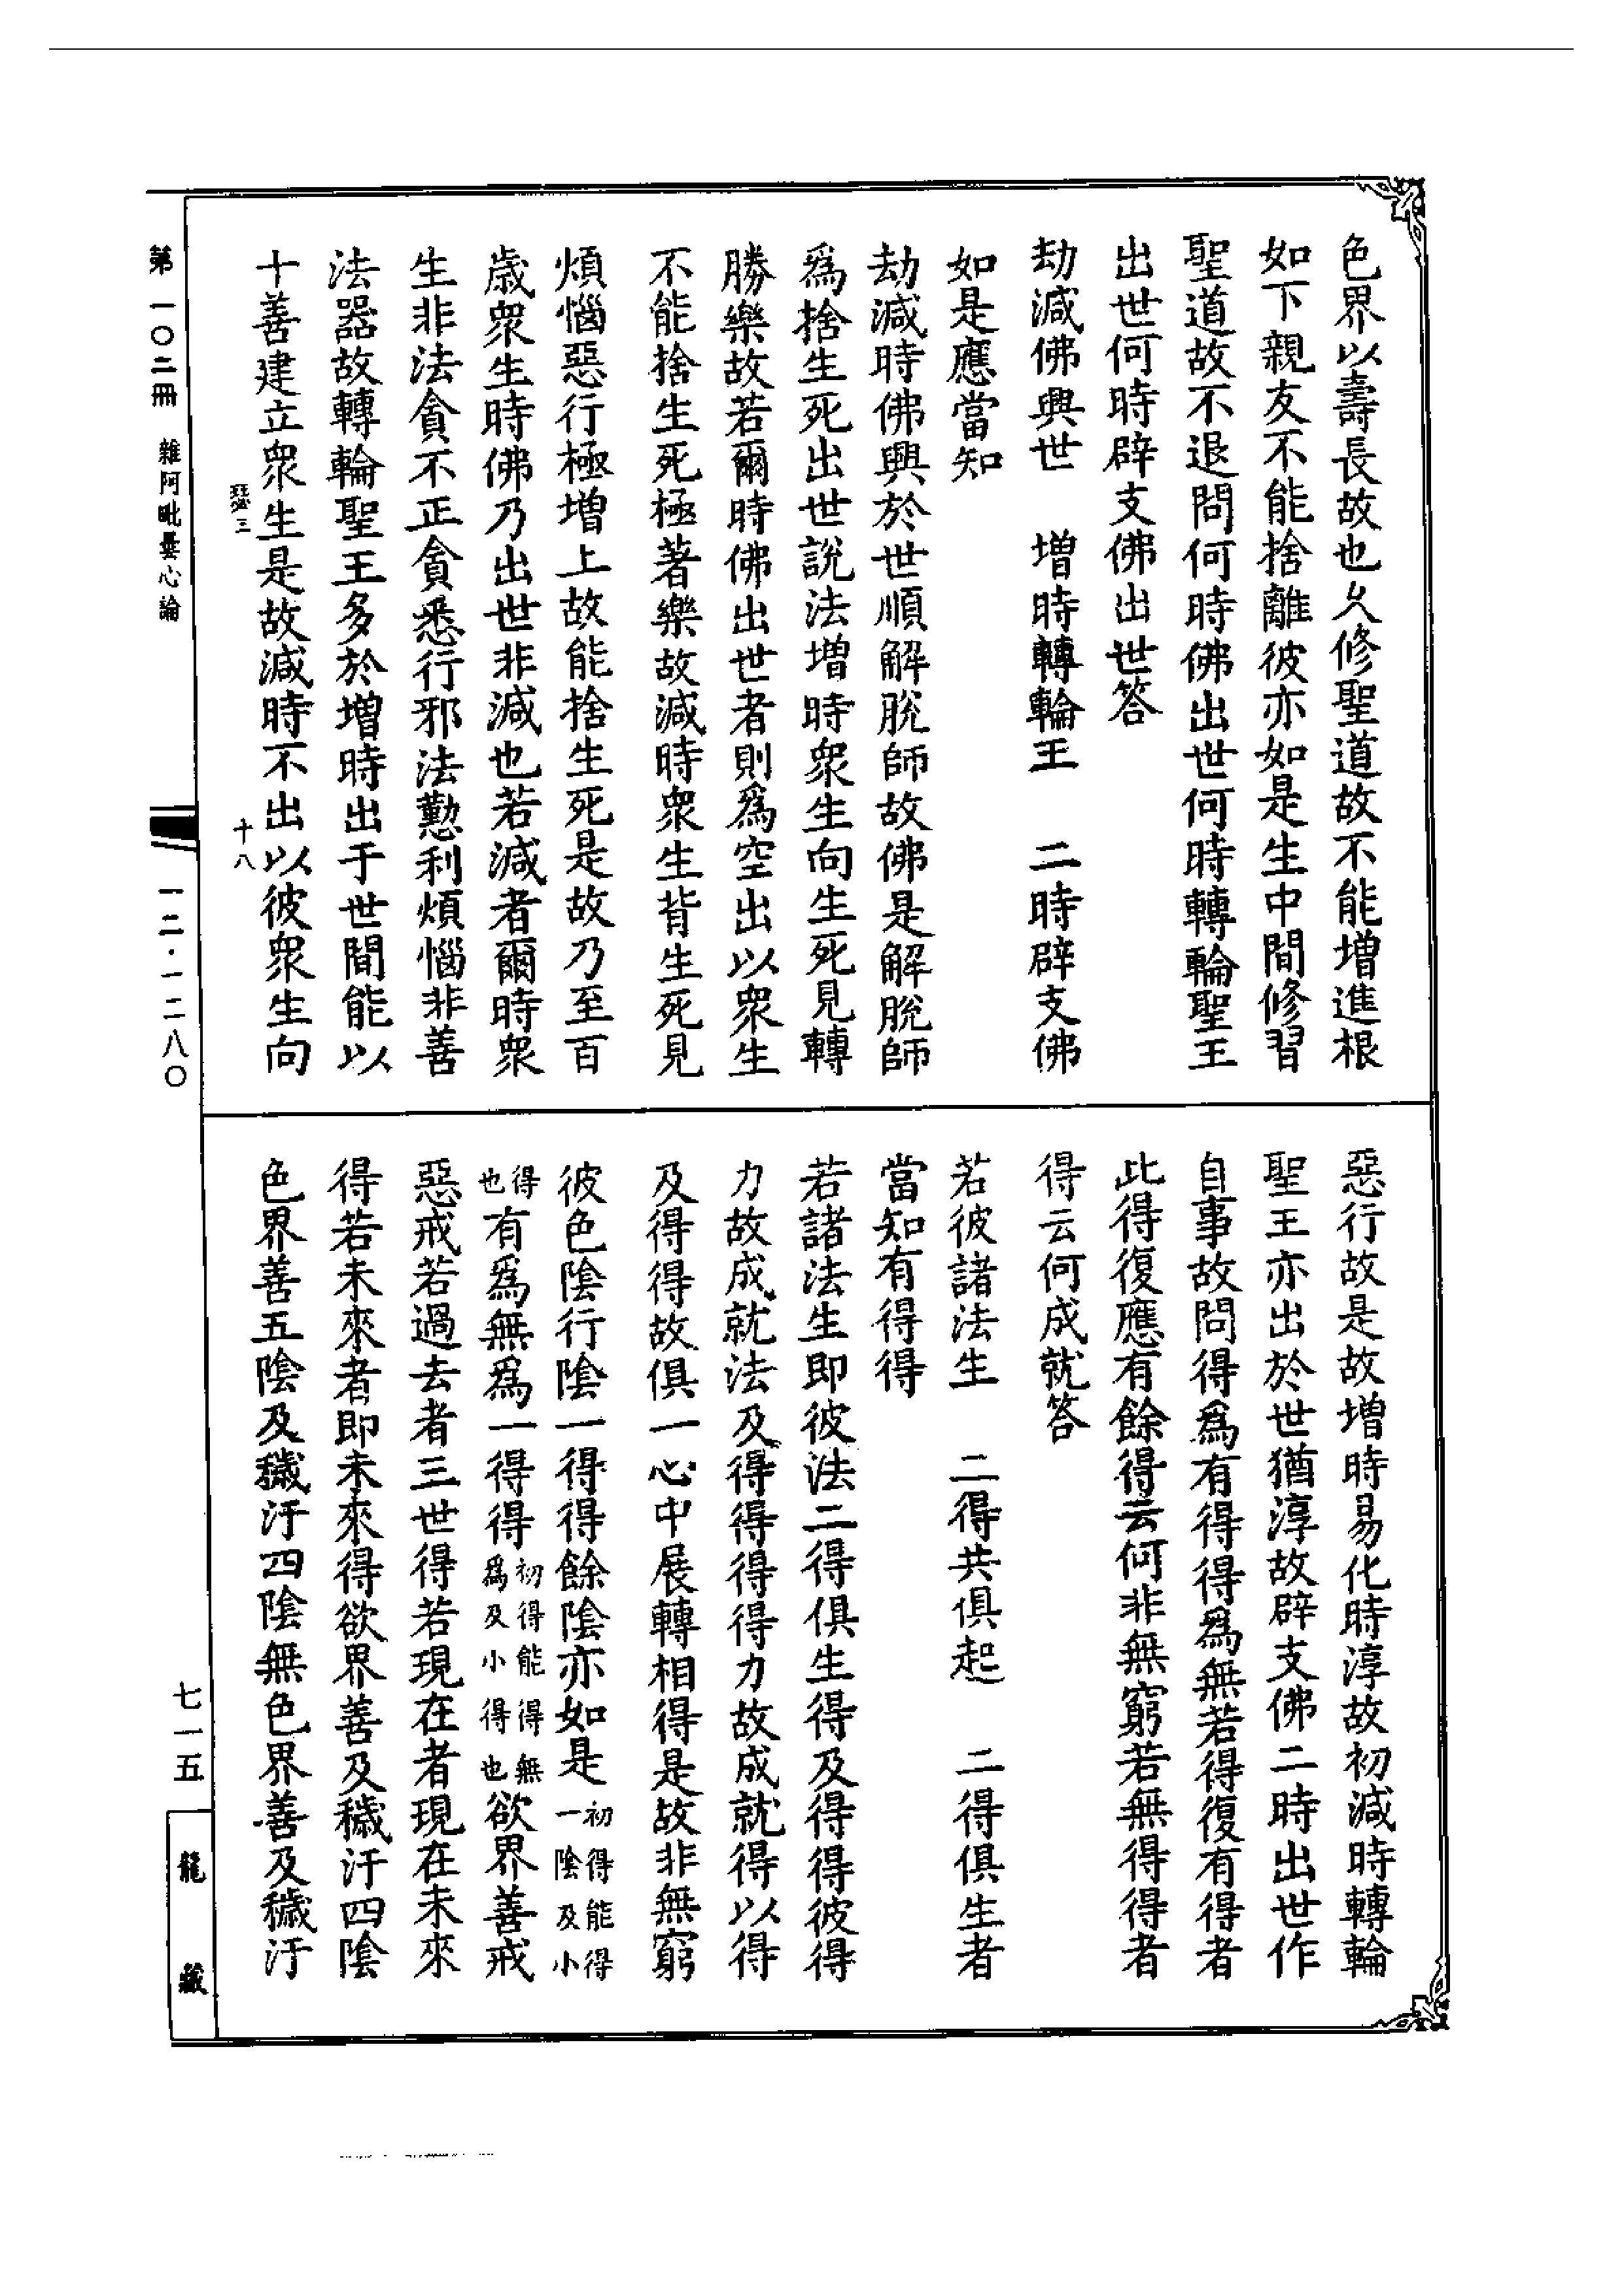 色界以壽長故也久修聖道故不能增進根
如下親友不能捨離彼亦如是生中間修習
聖道故不退問何時佛出世何時轉輪聖王
出世何時辟支佛出世答
劫減佛興世　增時轉輪王　二時辟支佛
如是應當知
劫減時佛興於世順解脫師故佛是解脫師
爲捨生死出世說法增時衆生向生死見轉
勝樂故若爾時佛出世者則爲空出以衆生
不能捨生死極著樂故減時衆生背生死見
煩惱惡行極增上故能捨生死是故乃至百
歲衆生時佛乃出世非減也若減者爾時衆
生非法貪不正貪悉行邪法懃利煩惱非善
法器故轉輪聖王多於增時出于世間能以
十善建立衆生是故減時不出以彼衆生向
惡行故是故增時易化時淳故初減時轉輪
聖王亦出於世猶淳故辟支佛二時出世作
自事故問得爲有得得爲無若得復有得者
此得復應有餘得云何非無窮若無得得者
得云何成就答
若彼諸法生　二得共俱起　二得俱生者
當知有得得
若諸法生即彼法二得俱生得及得得彼得
力故成就法及得得得得力故成就得以得
及得得故俱一心中展轉相得是故非無窮
彼色陰行陰一得得餘陰亦如是初得能得一陰及小
得也有爲無爲一得得初得能得無爲及小得也欲界善戒
惡戒若過去者三世得若現在者現在未來
得若未來者即未來得欲界善及穢汙四陰
色界善五陰及穢汙四陰無色界善及穢汙
第一〇二冊　雜阿毗曇心論
瑟三
十八
一二·一二八〇
七一五
龍藏